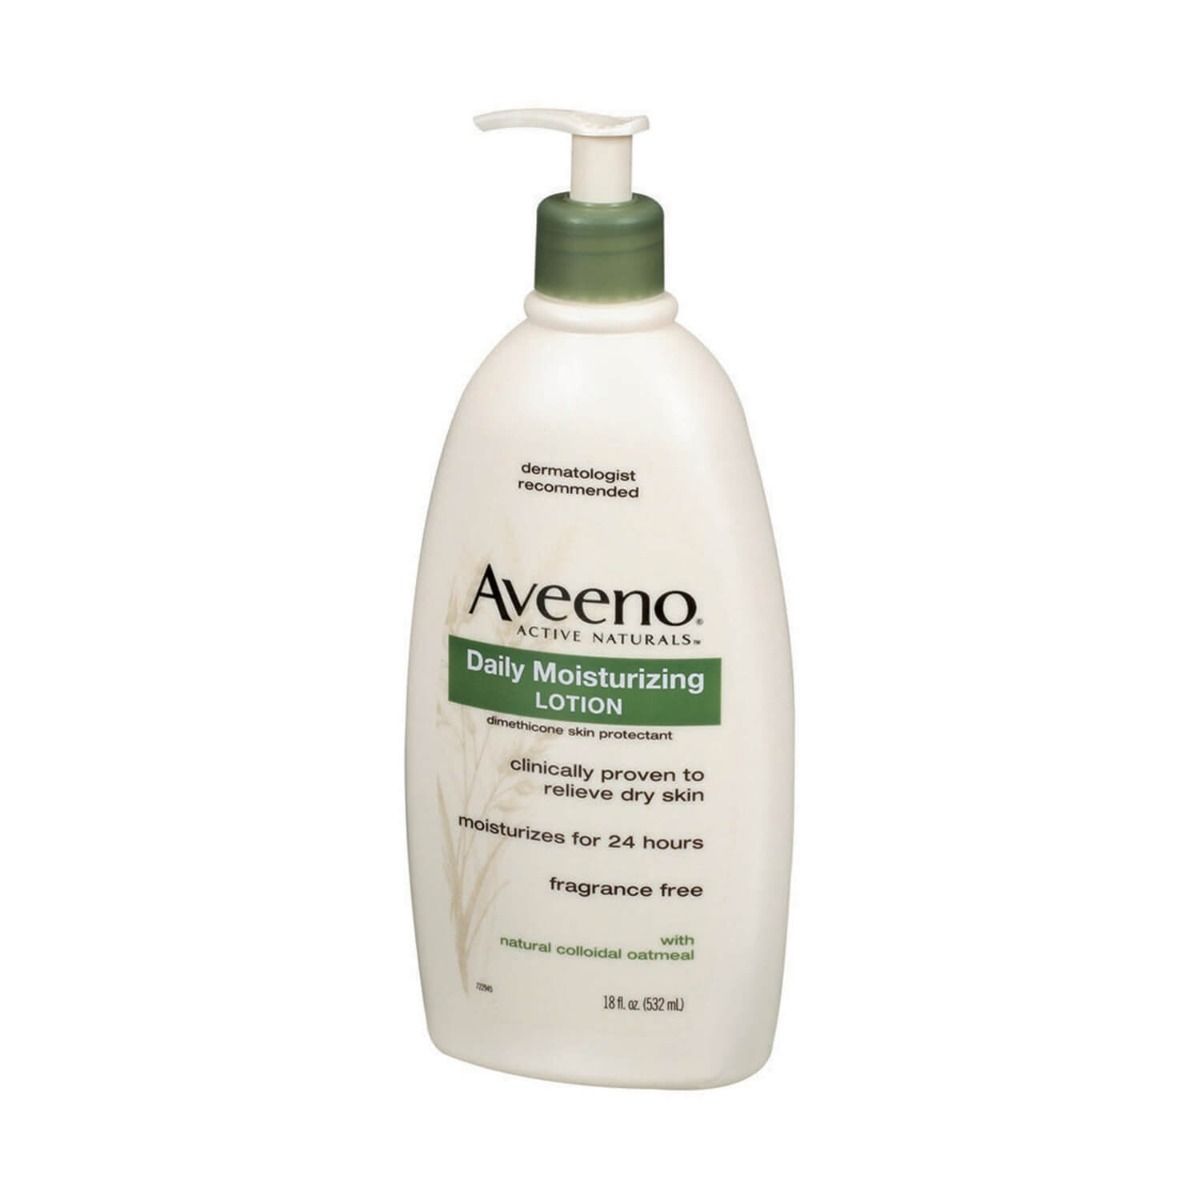 dermatologist
recommended
Aveeno®
ACTIVE NATURALS™
Daily Moisturizing
LOTION
dimethicone skin protectant
clinically proven to
relieve dry skin
moisturizes for 24 hours
fragrance free
with
natural colloidal oatmeal
18 fl. oz. (532 mL)